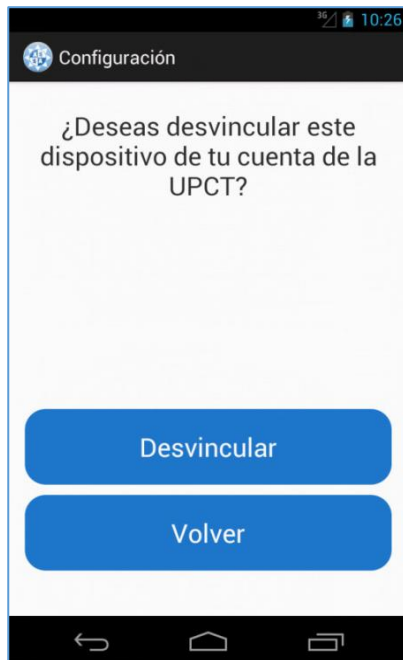 3G 10:26
Configuración
¿Deseas desvincular este
dispositivo de tu cuenta de la
UPCT?
Desvincular
Volver